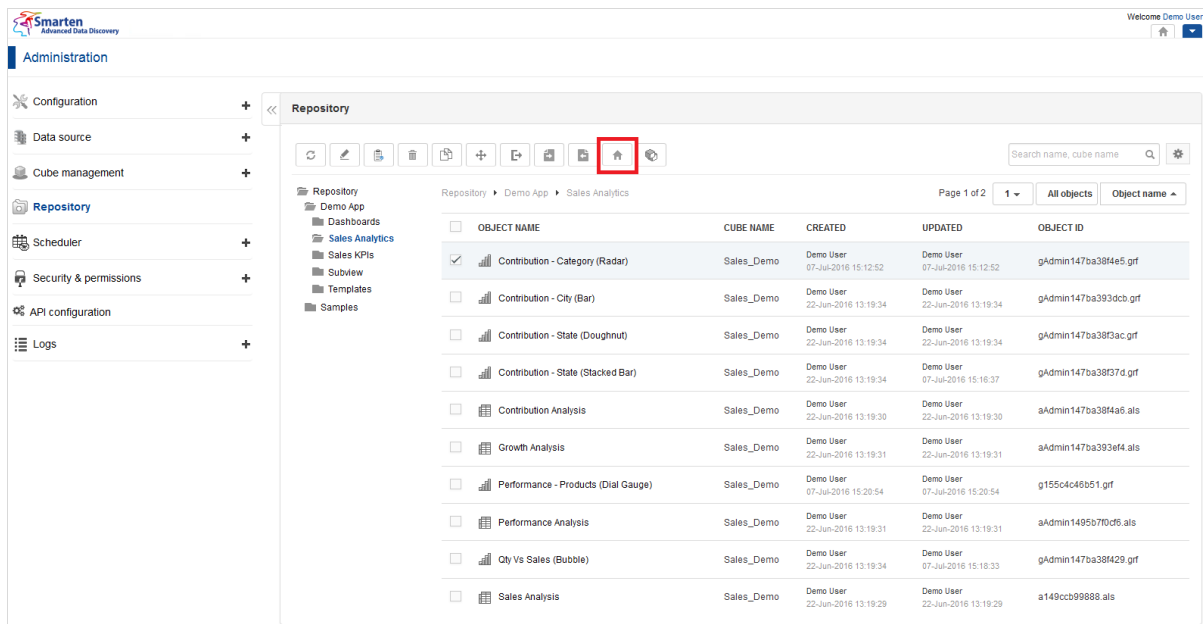 Smarten
Advanced Data Discovery
Welcome Demo User
Administration
Configuration
Data source
Cube management
Repository
Scheduler
Security & permissions
API configuration
Logs
Repository
Search name, cube name
Repository
Demo App
Dashboards
Sales Analytics
Sales KPIs
Subview
Templates
Samples
Repository Demo App Sales Analytics
Page 1 of 2 1 All objects Object name
OBJECT NAME CUBE NAME CREATED UPDATED OBJECT ID
Contribution - Category (Radar) Sales_Demo Demo User 07-Jul-2016 15:12:52 Demo User 07-Jul-2016 15:12:52 gAdmin147ba38f4e5.grf
Contribution - City (Bar) Sales_Demo Demo User 22-Jun-2016 13:19:34 Demo User 22-Jun-2016 13:19:34 gAdmin147ba393dcb.grf
Contribution - State (Doughnut) Sales_Demo Demo User 22-Jun-2016 13:19:34 Demo User 22-Jun-2016 13:19:34 gAdmin147ba38f3ac.grf
Contribution - State (Stacked Bar) Sales_Demo Demo User 22-Jun-2016 13:19:34 Demo User 07-Jul-2016 15:16:37 gAdmin147ba38f37d.grf
Contribution Analysis Sales_Demo Demo User 22-Jun-2016 13:19:30 Demo User 22-Jun-2016 13:19:30 aAdmin147ba38f4a6.als
Growth Analysis Sales_Demo Demo User 22-Jun-2016 13:19:31 Demo User 22-Jun-2016 13:19:31 aAdmin147ba393ef4.als
Performance - Products (Dial Gauge) Sales_Demo Demo User 07-Jul-2016 15:20:54 Demo User 07-Jul-2016 15:20:54 g155c4c46b51.grf
Performance Analysis Sales_Demo Demo User 22-Jun-2016 13:19:31 Demo User 22-Jun-2016 13:19:31 aAdmin1495b7f0cf6.als
Qty Vs Sales (Bubble) Sales_Demo Demo User 22-Jun-2016 13:19:34 Demo User 07-Jul-2016 15:18:33 gAdmin147ba38f429.grf
Sales Analysis Sales_Demo Demo User 22-Jun-2016 13:19:29 Demo User 22-Jun-2016 13:19:29 a149ccb99888.als